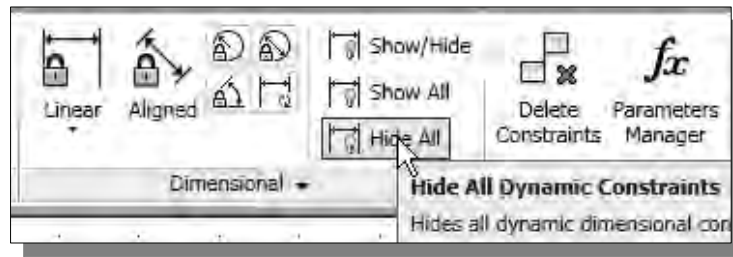 Linear
Aligned
Show/Hide
Show All
Hide All
Delete
Constraints
Parameters
Manager
fx
Dimensional
Hide All Dynamic Constraints
Hides all dynamic dimensional con